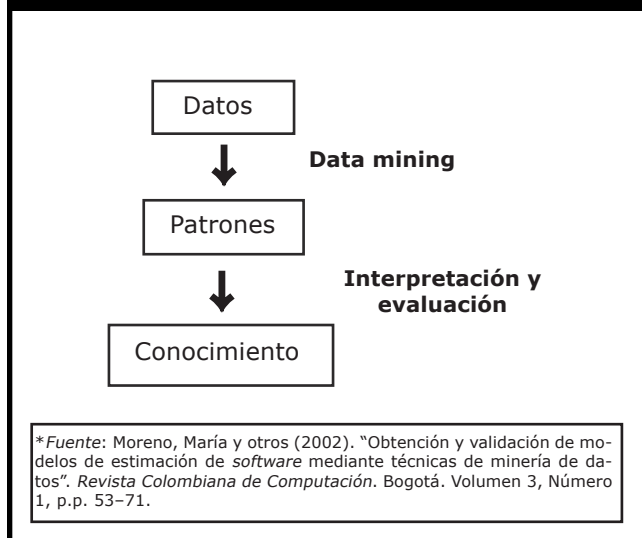 Datos
Data mining
Patrones
Interpretación y
evaluación
Conocimiento
*Fuente: Moreno, María y otros (2002). “Obtención y validación de mo-
delos de estimación de software mediante técnicas de minería de da-
tos”. Revista Colombiana de Computación. Bogotá. Volumen 3, Número
1, p.p. 53–71.